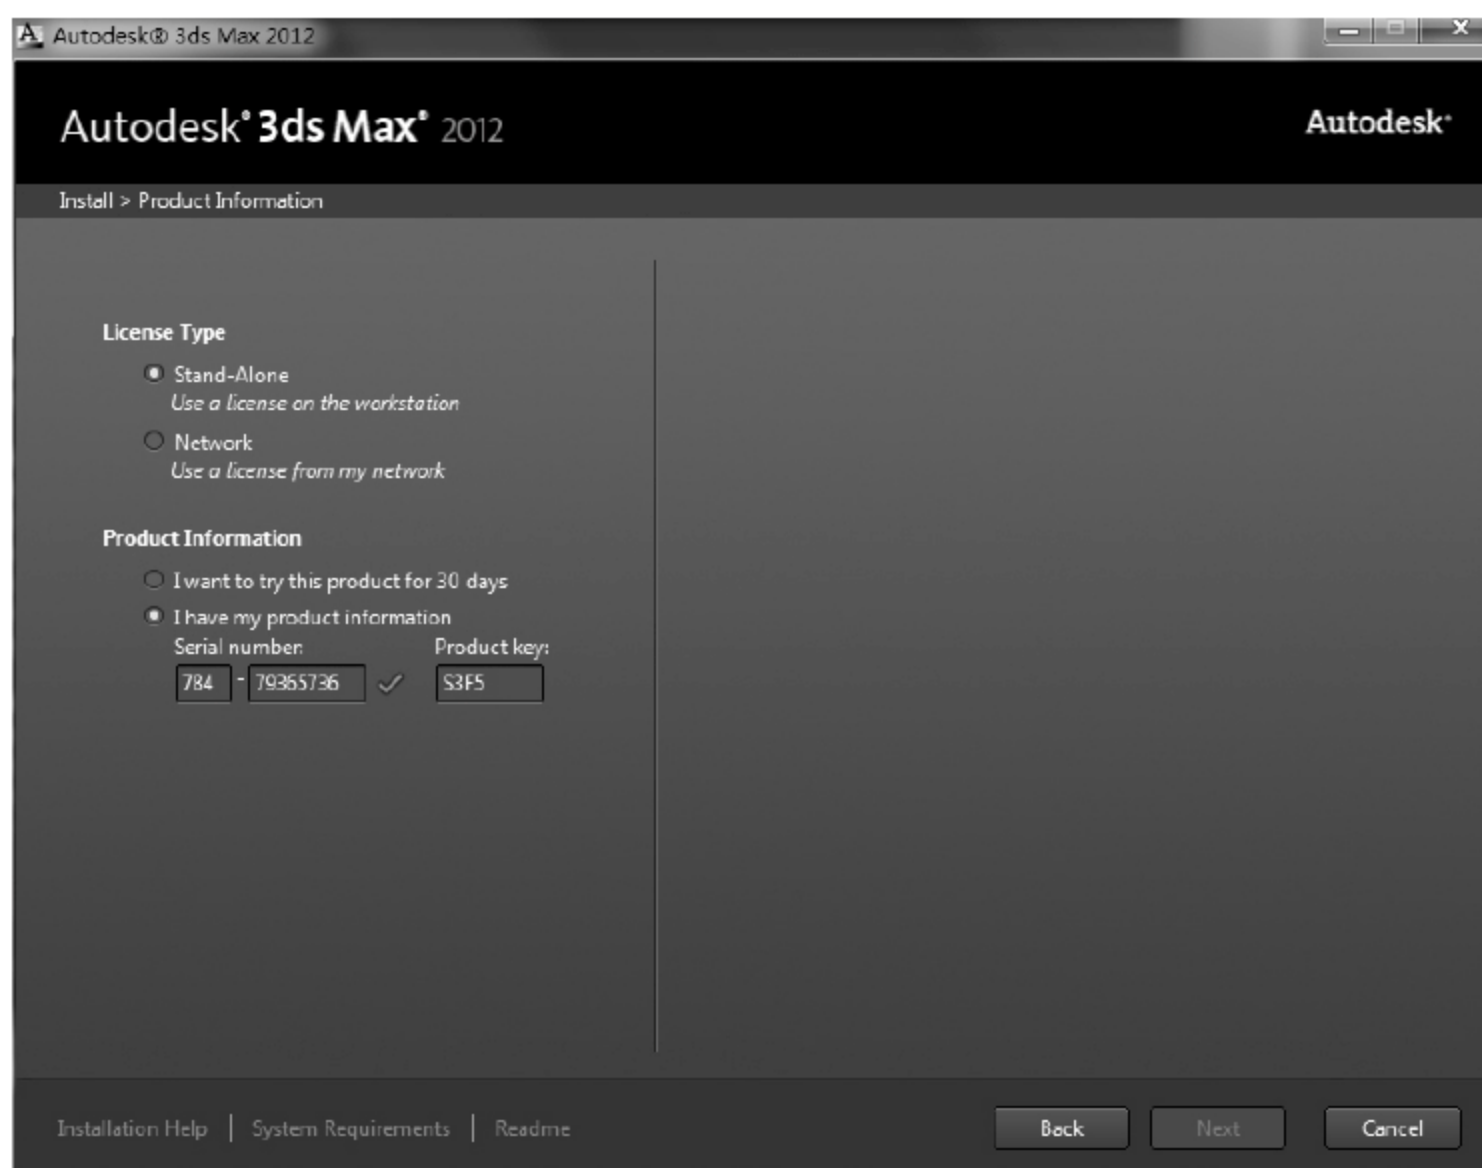 Autodesk® 3ds Max 2012
Autodesk® 3ds Max® 2012
Autodesk®
Install > Product Information
License Type
Stand-Alone
Use a license on the workstation
Network
Use a license from my network
Product Information
I want to try this product for 30 days
I have my product information
Serial number: Product key:
784 - 79365736 S3F5
Installation Help | System Requirements | Readme
Back Next Cancel